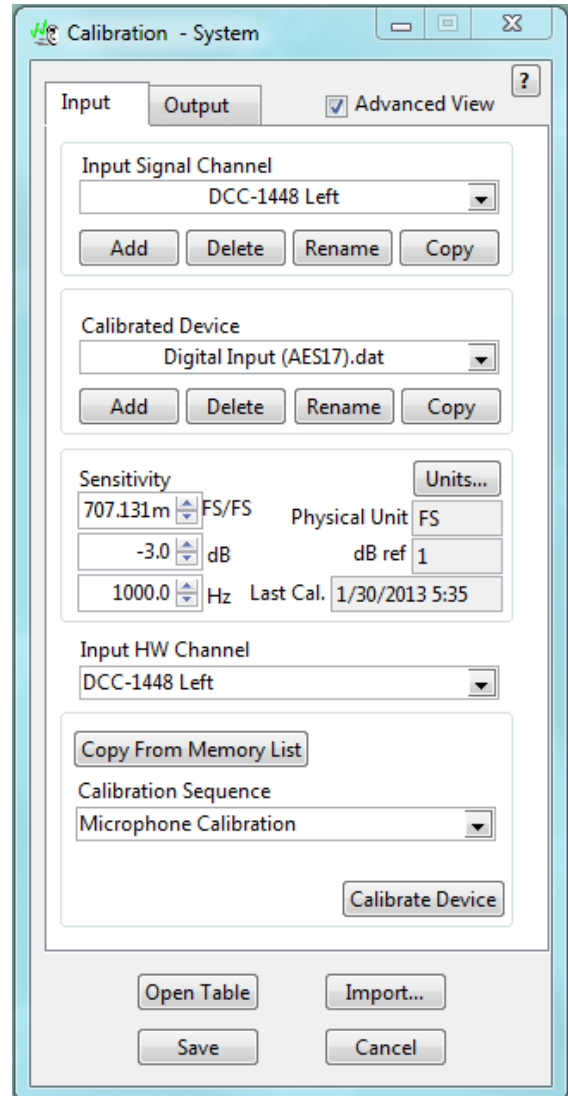 Calibration - System
?
Input Output Advanced View
Input Signal Channel
DCC-1448 Left
Add Delete Rename Copy
Calibrated Device
Digital Input (AES17).dat
Add Delete Rename Copy
Sensitivity Units...
707.131m FS/FS Physical Unit FS
-3.0 dB dB ref 1
1000.0 Hz Last Cal. 1/30/2013 5:35
Input HW Channel
DCC-1448 Left
Copy From Memory List
Calibration Sequence
Microphone Calibration
Calibrate Device
Open Table Import...
Save Cancel